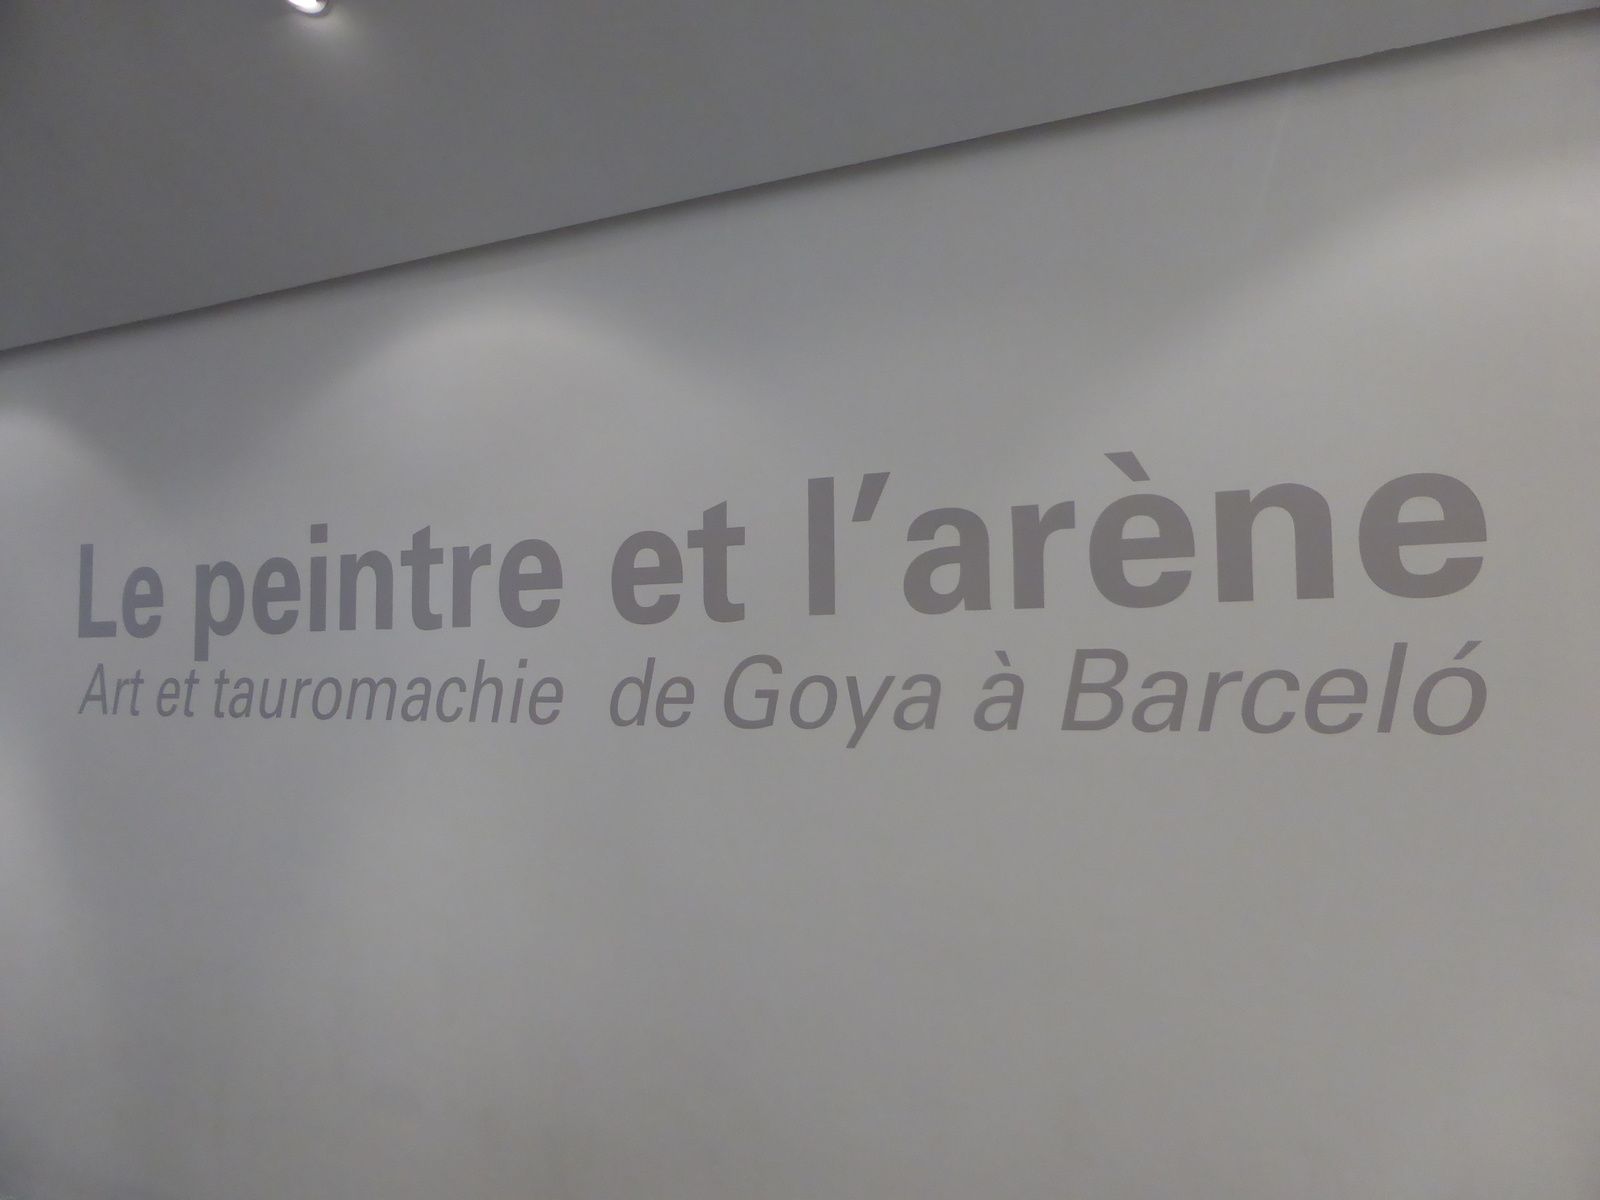 Le peintre et l'arène
Art et tauromachie de Goya à Barceló